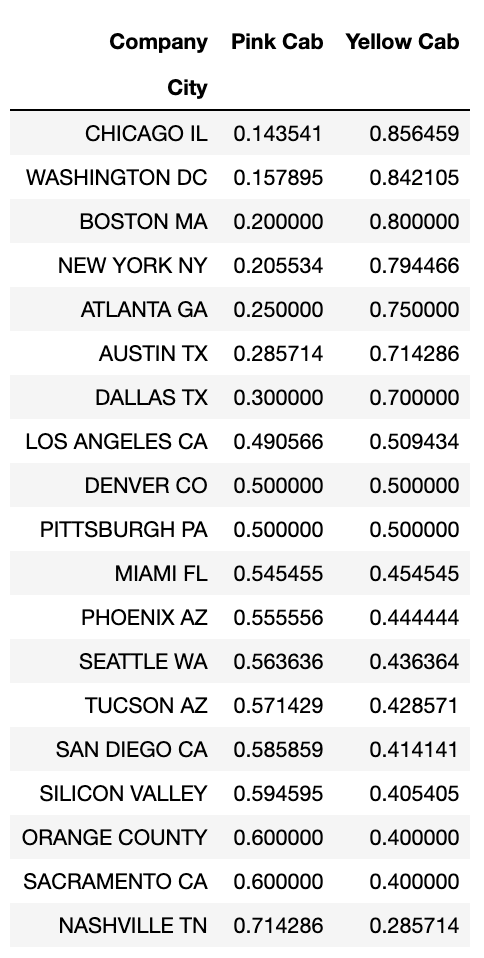 Company Pink Cab Yellow Cab
City
CHICAGO IL 0.143541 0.856459
WASHINGTON DC 0.157895 0.842105
BOSTON MA 0.200000 0.800000
NEW YORK NY 0.205534 0.794466
ATLANTA GA 0.250000 0.750000
AUSTIN TX 0.285714 0.714286
DALLAS TX 0.300000 0.700000
LOS ANGELES CA 0.490566 0.509434
DENVER CO 0.500000 0.500000
PITTSBURGH PA 0.500000 0.500000
MIAMI FL 0.545455 0.454545
PHOENIX AZ 0.555556 0.444444
SEATTLE WA 0.563636 0.436364
TUCSON AZ 0.571429 0.428571
SAN DIEGO CA 0.585859 0.414141
SILICON VALLEY 0.594595 0.405405
ORANGE COUNTY 0.600000 0.400000
SACRAMENTO CA 0.600000 0.400000
NASHVILLE TN 0.714286 0.285714